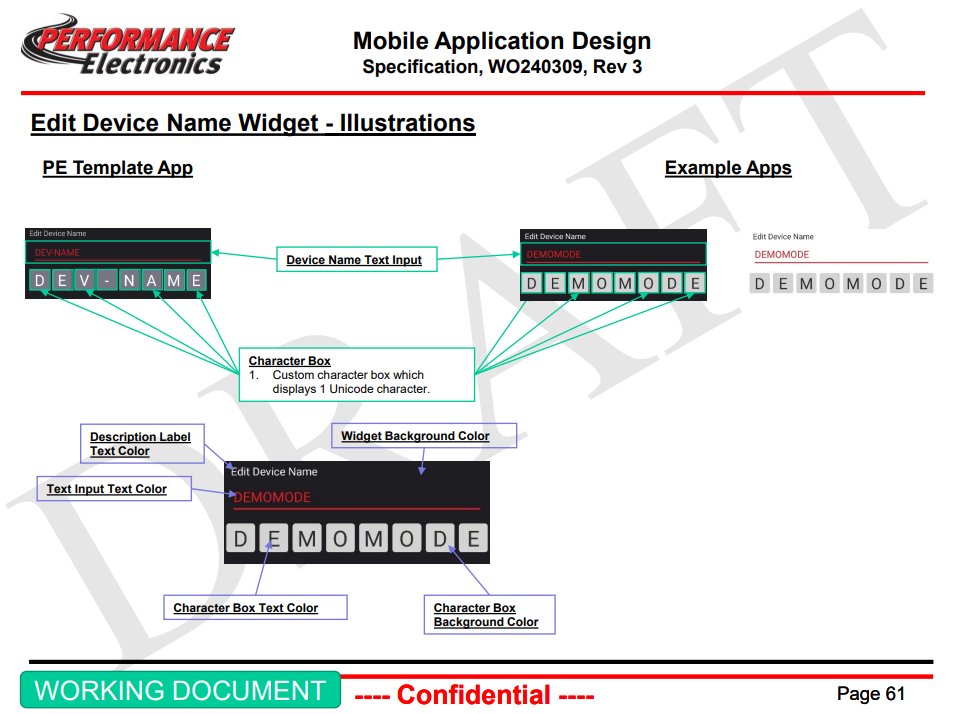 PERFORMANCE
Electronics
Mobile Application Design
Specification, WO240309, Rev 3
Edit Device Name Widget - Illustrations
PE Template App
Example Apps
Edit Device Name
DEV-NAME
D E V - N A M E
Device Name Text Input
Edit Device Name
DEMOMODE
D E M O M O D E
Edit Device Name
DEMOMODE
D E M O M O D E
Character Box
1. Custom character box which
displays 1 Unicode character.
Description Label
Text Color
Widget Background Color
Text Input Text Color
Edit Device Name
DEMOMODE
D E M O M O D E
Character Box Text Color
Character Box
Background Color
DRAFT
WORKING DOCUMENT
---- Confidential ----
Page 61